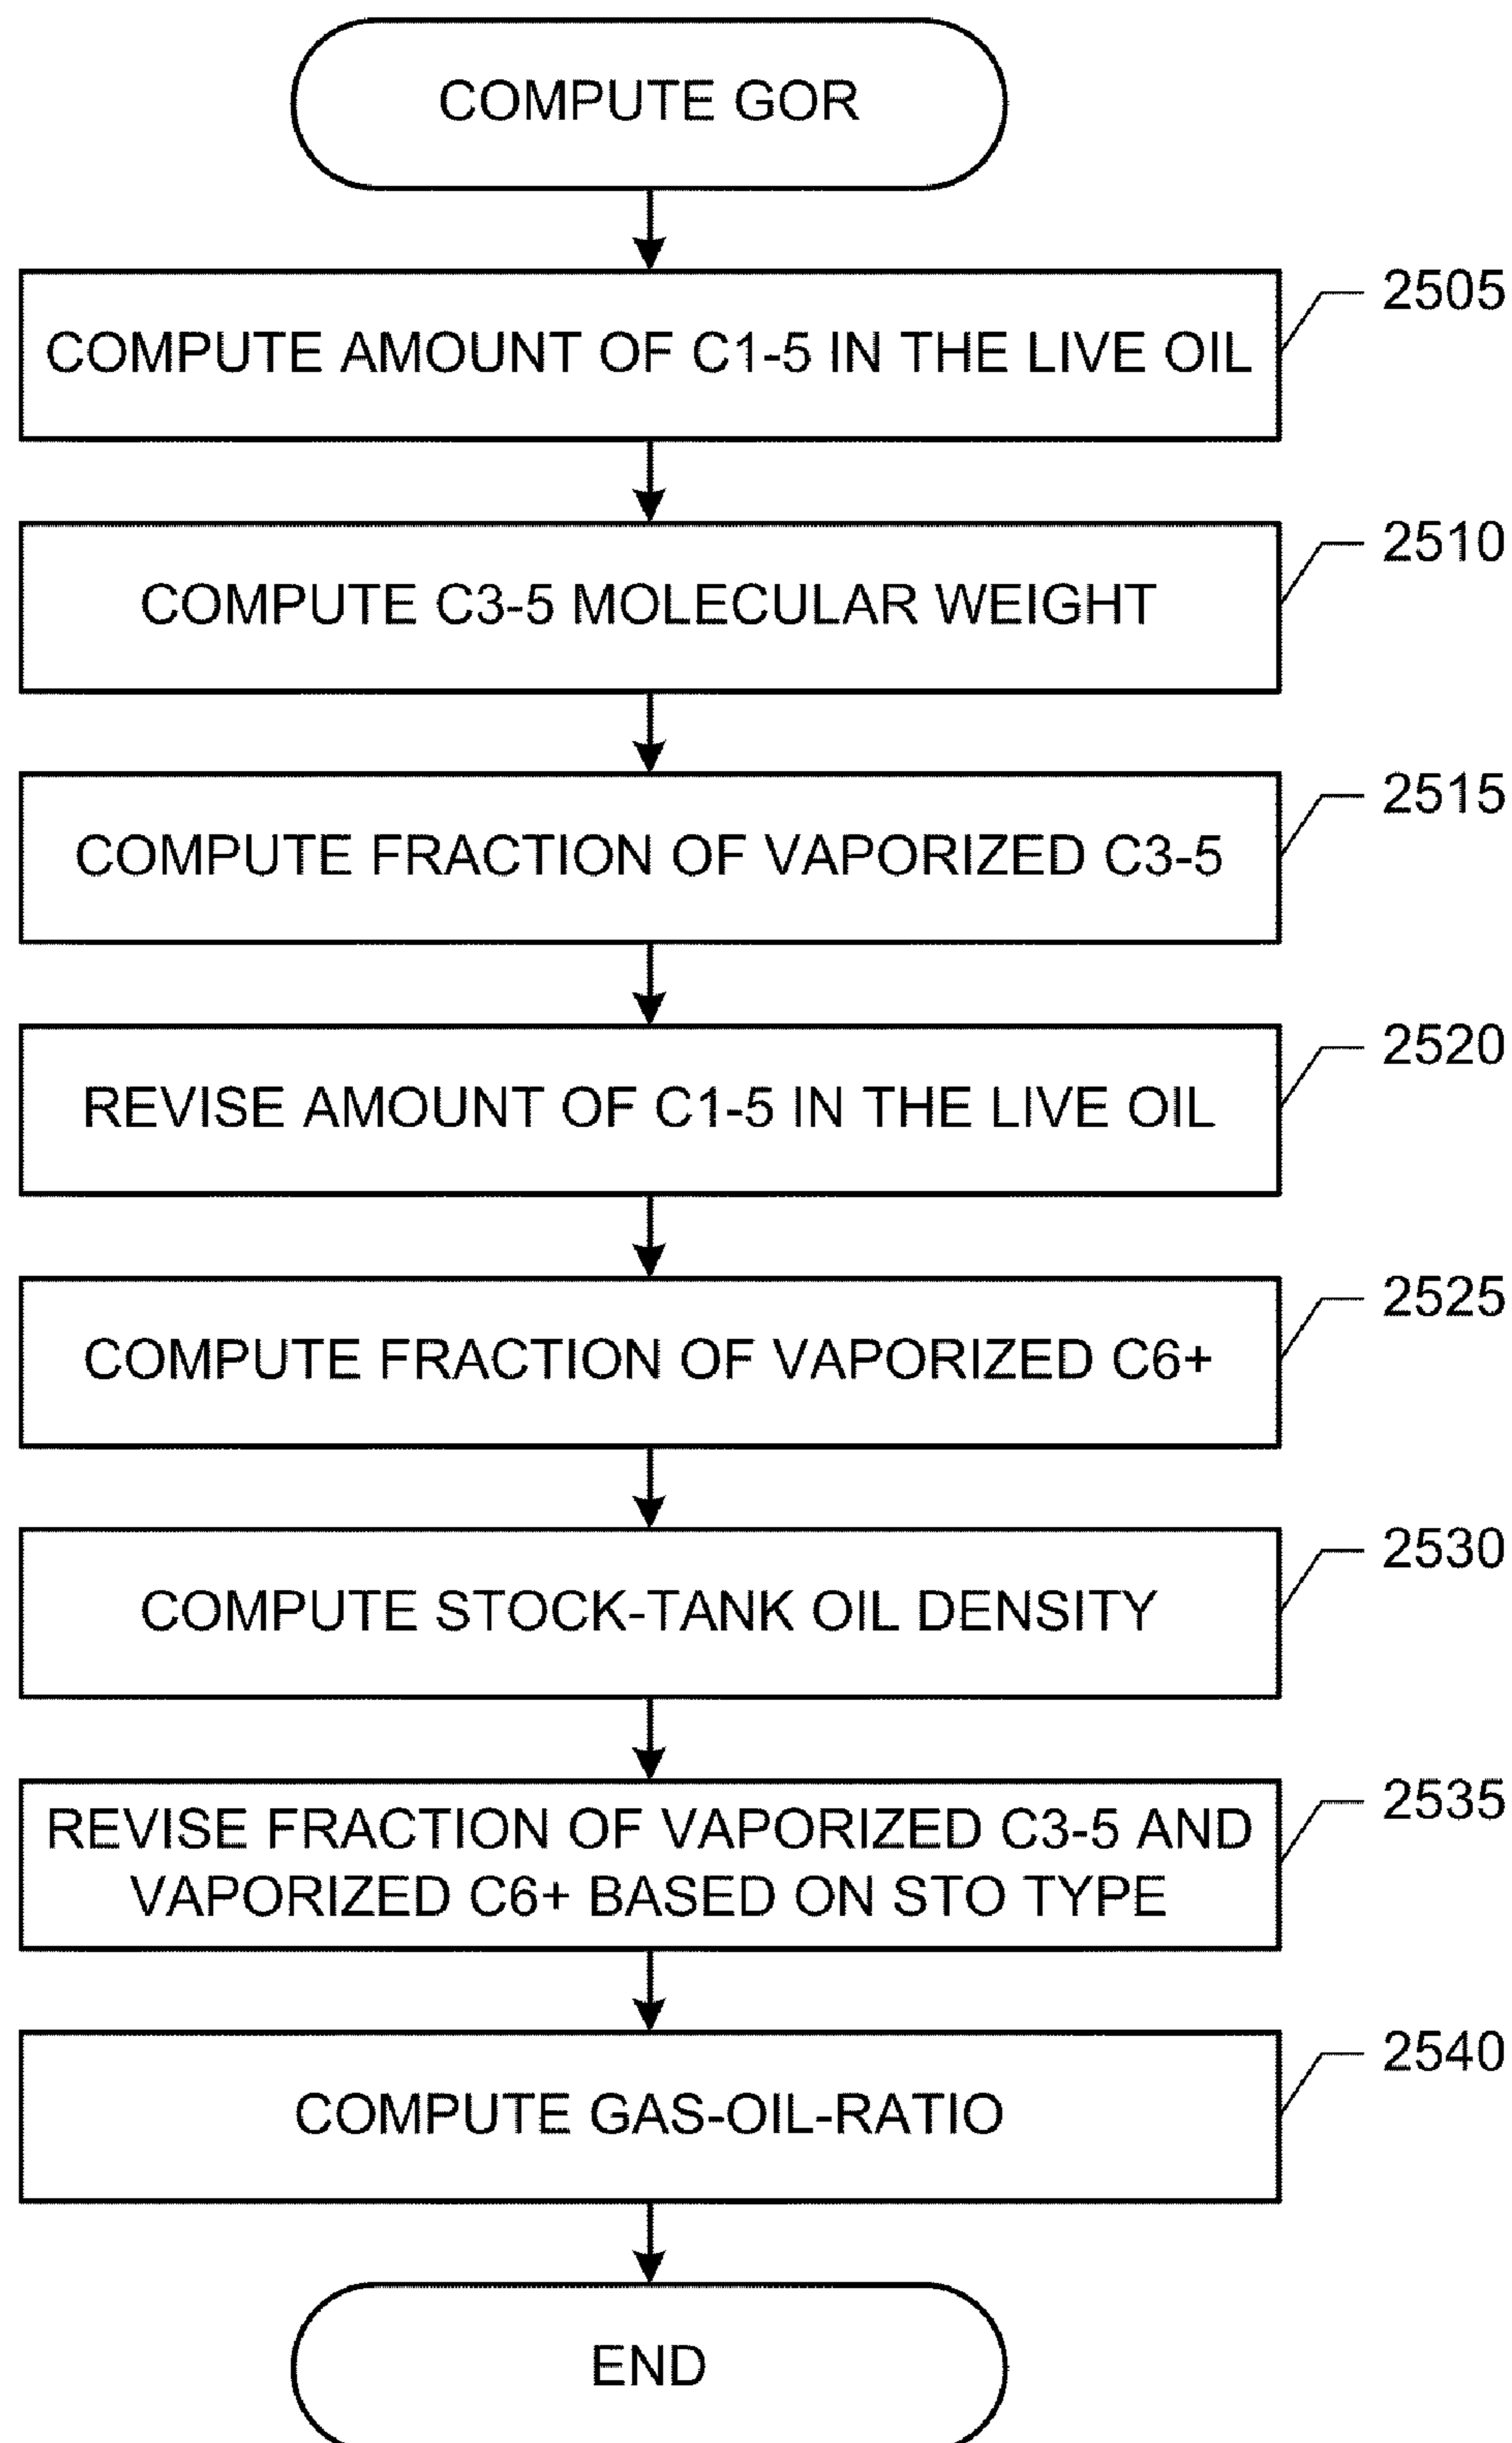 COMPUTE GOR
2505
COMPUTE AMOUNT OF C1-5 IN THE LIVE OIL
2510
COMPUTE C3-5 MOLECULAR WEIGHT
2515
COMPUTE FRACTION OF VAPORIZED C3-5
2520
REVISE AMOUNT OF C1-5 IN THE LIVE OIL
2525
COMPUTE FRACTION OF VAPORIZED C6+
2530
COMPUTE STOCK-TANK OIL DENSITY
2535
REVISE FRACTION OF VAPORIZED C3-5 AND
VAPORIZED C6+ BASED ON STO TYPE
2540
COMPUTE GAS-OIL-RATIO
END